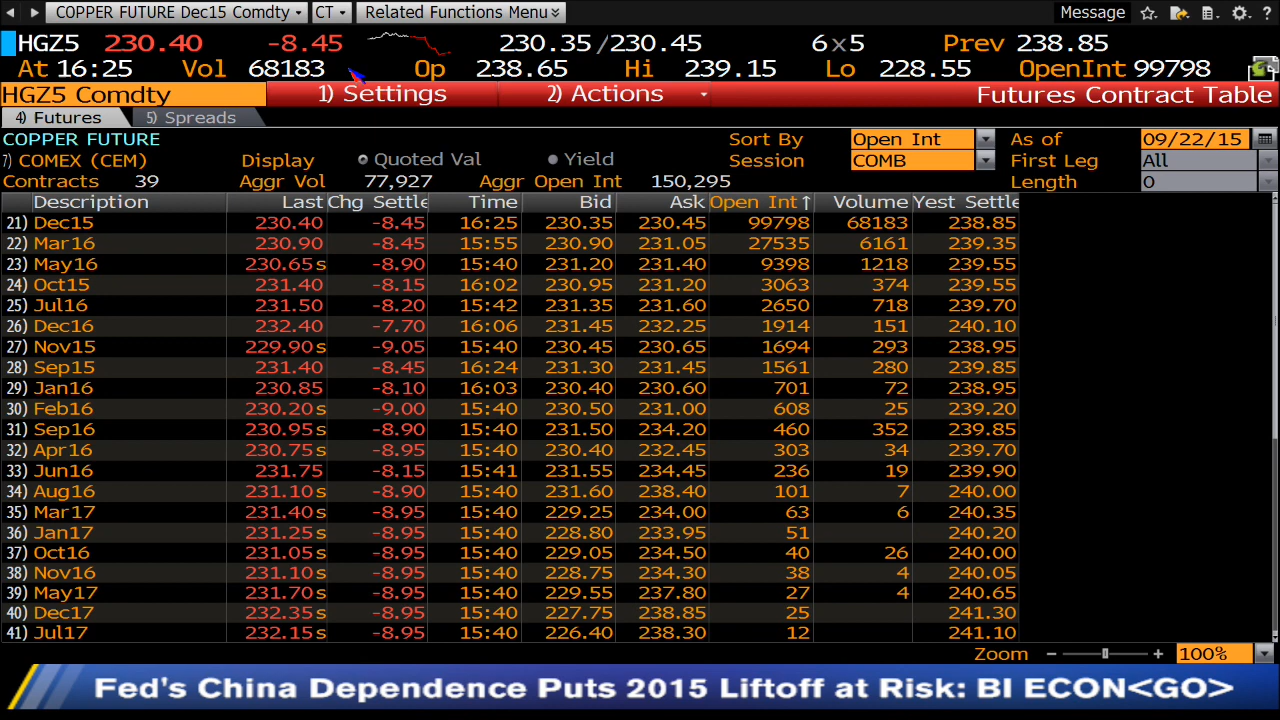 COPPER FUTURE Dec15 Comdty CT Related Functions Menu Message ?
HGZ5 230.40 -8.45 230.35/230.45 6x5 Prev 238.85
At 16:25 Vol 68183 Op 238.65 Hi 239.15 Lo 228.55 OpenInt 99798
HGZ5 Comdty 1) Settings 2) Actions Futures Contract Table
4) Futures 5) Spreads
COPPER FUTURE Sort By Open Int As of 09/22/15
7) COMEX (CEM) Display Quoted Val Yield Session COMB First Leg All
Contracts 39 Aggr Vol 77,927 Aggr Open Int 150,295 Length 0
Description Last Chg Settle Time Bid Ask Open Int↑ Volume Yest Settle
21) Dec15 230.40 -8.45 16:25 230.35 230.45 99798 68183 238.85
22) Mar16 230.90 -8.45 15:55 230.90 231.05 27535 6161 239.35
23) May16 230.65s -8.90 15:40 231.20 231.40 9398 1218 239.55
24) Oct15 231.40 -8.15 16:02 230.95 231.20 3063 374 239.55
25) Jul16 231.50 -8.20 15:42 231.35 231.60 2650 718 239.70
26) Dec16 232.40 -7.70 16:06 231.45 232.25 1914 151 240.10
27) Nov15 229.90s -9.05 15:40 230.45 230.65 1694 293 238.95
28) Sep15 231.40 -8.45 16:24 231.30 231.45 1561 280 239.85
29) Jan16 230.85 -8.10 16:03 230.40 230.60 701 72 238.95
30) Feb16 230.20s -9.00 15:40 230.50 231.00 608 25 239.20
31) Sep16 230.95s -8.90 15:40 231.50 234.20 460 352 239.85
32) Apr16 230.75s -8.95 15:40 230.40 232.45 303 34 239.70
33) Jun16 231.75 -8.15 15:41 231.55 234.45 236 19 239.90
34) Aug16 231.10s -8.90 15:40 231.60 238.40 101 7 240.00
35) Mar17 231.40s -8.95 15:40 229.25 234.00 63 6 240.35
36) Jan17 231.25s -8.95 15:40 228.80 233.95 51 240.20
37) Oct16 231.05s -8.95 15:40 229.05 234.50 40 26 240.00
38) Nov16 231.10s -8.95 15:40 228.75 234.30 38 4 240.05
39) May17 231.70s -8.95 15:40 229.55 237.80 27 4 240.65
40) Dec17 232.35s -8.95 15:40 227.75 238.85 25 241.30
41) Jul17 232.15s -8.95 15:40 226.40 238.30 12 241.10
Zoom − + 100%
Fed's China Dependence Puts 2015 Liftoff at Risk: BI ECON<GO>